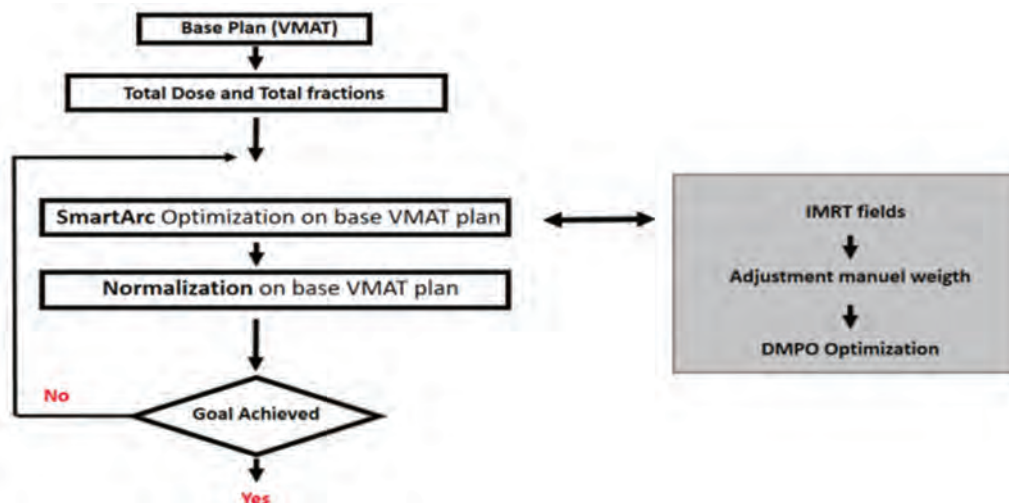 Base Plan (VMAT)
Total Dose and Total fractions
SmartArc Optimization on base VMAT plan
Normalization on base VMAT plan
No
Goal Achieved
Yes
IMRT fields
Adjustment manuel weigth
DMPO Optimization